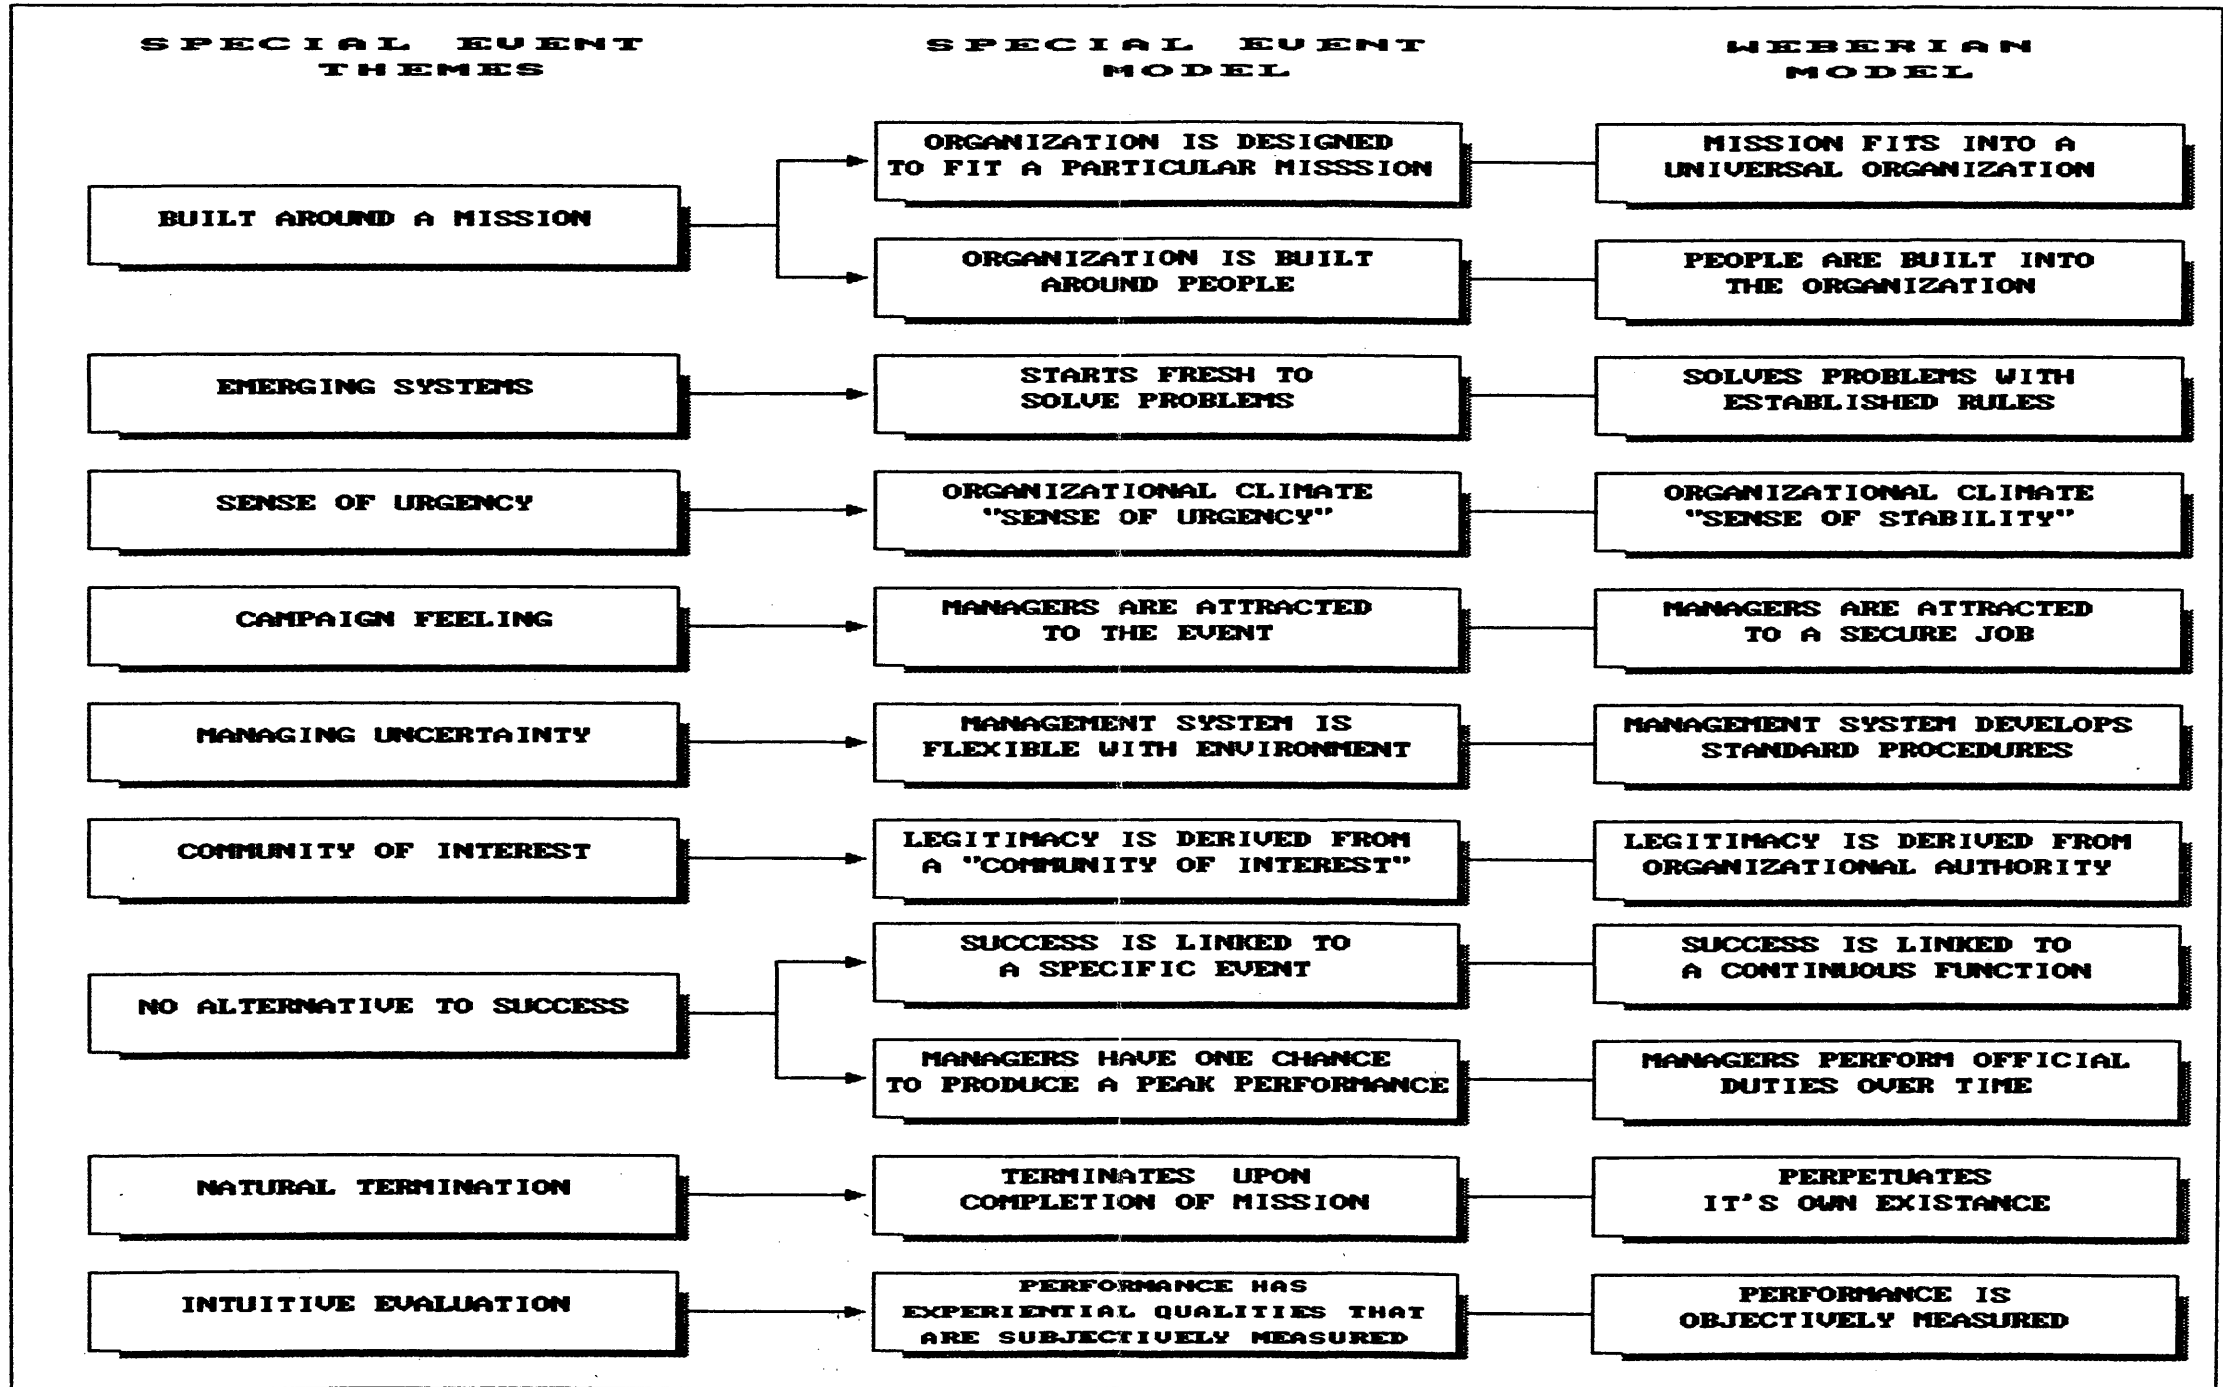 SPECIAL EVENT
THEMES
SPECIAL EVENT
MODEL
WEBERIAN
MODEL
BUILT AROUND A MISSION
ORGANIZATION IS DESIGNED
TO FIT A PARTICULAR MISSSION
MISSION FITS INTO A
UNIVERSAL ORGANIZATION
ORGANIZATION IS BUILT
AROUND PEOPLE
PEOPLE ARE BUILT INTO
THE ORGANIZATION
EMERGING SYSTEMS
STARTS FRESH TO
SOLVE PROBLEMS
SOLVES PROBLEMS WITH
ESTABLISHED RULES
SENSE OF URGENCY
ORGANIZATIONAL CLIMATE
"SENSE OF URGENCY"
ORGANIZATIONAL CLIMATE
"SENSE OF STABILITY"
CAMPAIGN FEELING
MANAGERS ARE ATTRACTED
TO THE EVENT
MANAGERS ARE ATTRACTED
TO A SECURE JOB
MANAGING UNCERTAINTY
MANAGEMENT SYSTEM IS
FLEXIBLE WITH ENVIRONMENT
MANAGEMENT SYSTEM DEVELOPS
STANDARD PROCEDURES
COMMUNITY OF INTEREST
LEGITIMACY IS DERIVED FROM
A "COMMUNITY OF INTEREST"
LEGITIMACY IS DERIVED FROM
ORGANIZATIONAL AUTHORITY
NO ALTERNATIVE TO SUCCESS
SUCCESS IS LINKED TO
A SPECIFIC EVENT
SUCCESS IS LINKED TO
A CONTINUOUS FUNCTION
MANAGERS HAVE ONE CHANCE
TO PRODUCE A PEAK PERFORMANCE
MANAGERS PERFORM OFFICIAL
DUTIES OVER TIME
NATURAL TERMINATION
TERMINATES UPON
COMPLETION OF MISSION
PERPETUATES
IT'S OWN EXISTANCE
INTUITIVE EVALUATION
PERFORMANCE HAS
EXPERIENTIAL QUALITIES THAT
ARE SUBJECTIVELY MEASURED
PERFORMANCE IS
OBJECTIVELY MEASURED